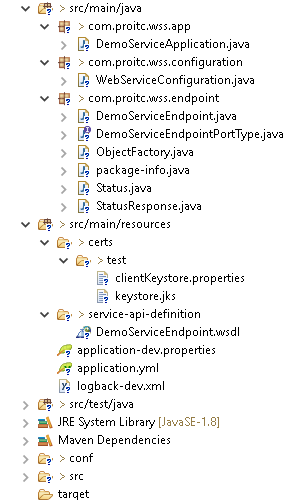 > src/main/java
> com.proitc.wss.app
> DemoServiceApplication.java
> com.proitc.wss.configuration
> WebServiceConfiguration.java
> com.proitc.wss.endpoint
> DemoServiceEndpoint.java
> DemoServiceEndpointPortType.java
> ObjectFactory.java
> package-info.java
> Status.java
> StatusResponse.java
> src/main/resources
> certs
> test
clientKeystore.properties
keystore.jks
> service-api-definition
DemoServiceEndpoint.wsdl
application-dev.properties
application.yml
logback-dev.xml
> src/test/java
JRE System Library [JavaSE-1.8]
Maven Dependencies
> conf
> src
target